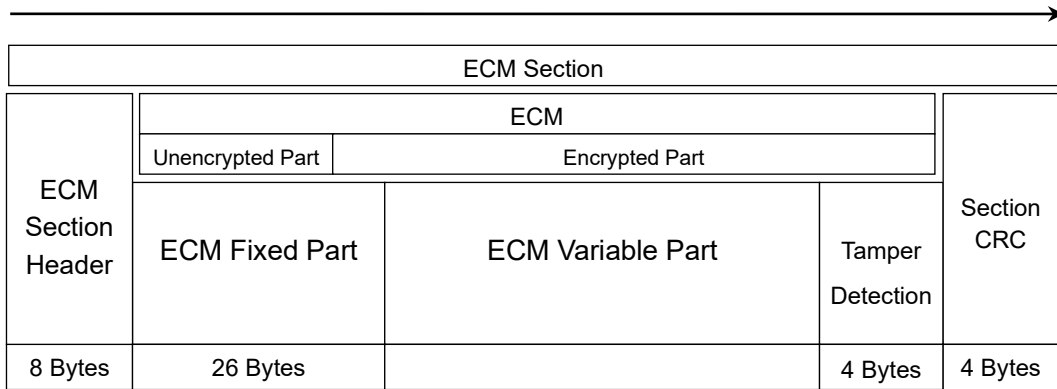 ECM Section
ECM
Unencrypted Part
Encrypted Part
ECM
Section
Header
ECM Fixed Part
ECM Variable Part
Tamper
Detection
Section
CRC
8 Bytes
26 Bytes
4 Bytes
4 Bytes